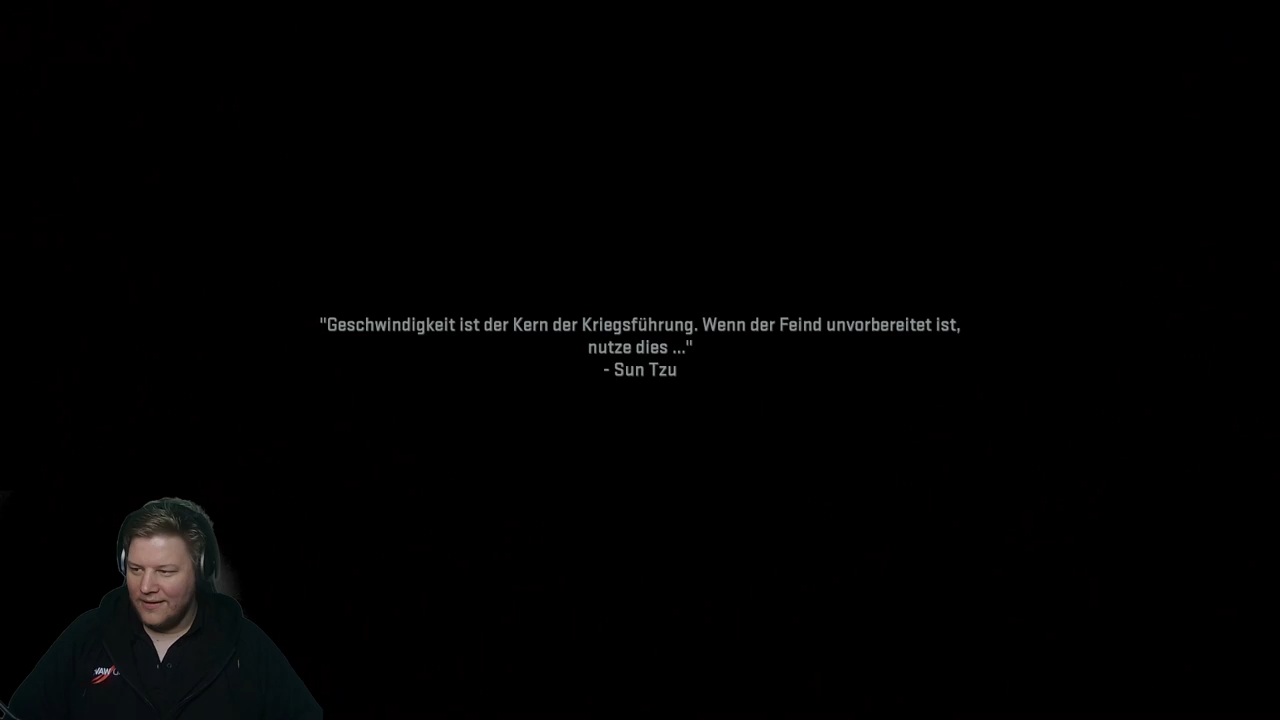 "Geschwindigkeit ist der Kern der Kriegsführung. Wenn der Feind unvorbereitet ist,
nutze dies ..."
- Sun Tzu